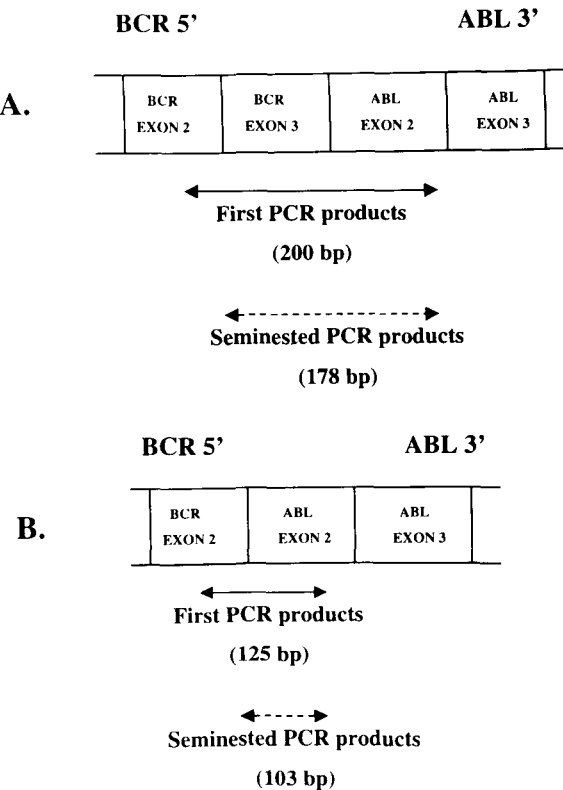 BCR 5' ABL 3'
A.
BCR BCR ABL ABL
EXON 2 EXON 3 EXON 2 EXON 3
First PCR products
(200 bp)
Seminested PCR products
(178 bp)
BCR 5' ABL 3'
B.
BCR ABL ABL
EXON 2 EXON 2 EXON 3
First PCR products
(125 bp)
Seminested PCR products
(103 bp)